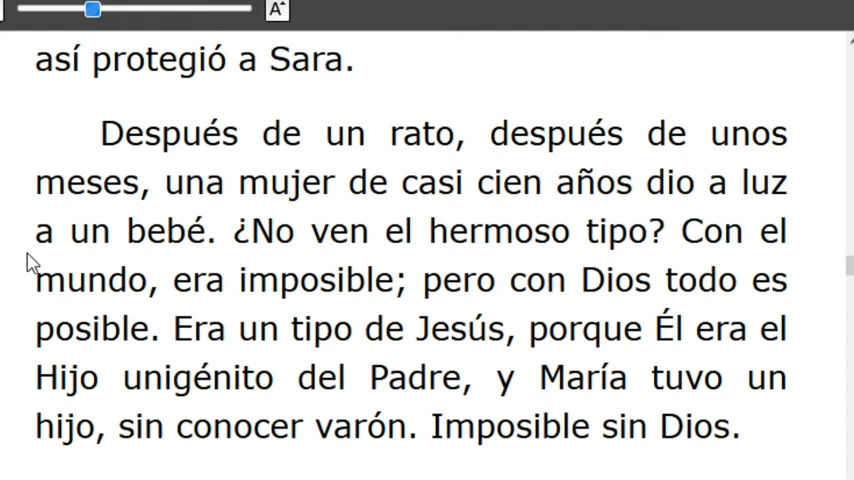 A
así protegió a Sara.
Después de un rato, después de unos
meses, una mujer de casi cien años dio a luz
a un bebé. ¿No ven el hermoso tipo? Con el
mundo, era imposible; pero con Dios todo es
posible. Era un tipo de Jesús, porque Él era el
Hijo unigénito del Padre, y María tuvo un
hijo, sin conocer varón. Imposible sin Dios.